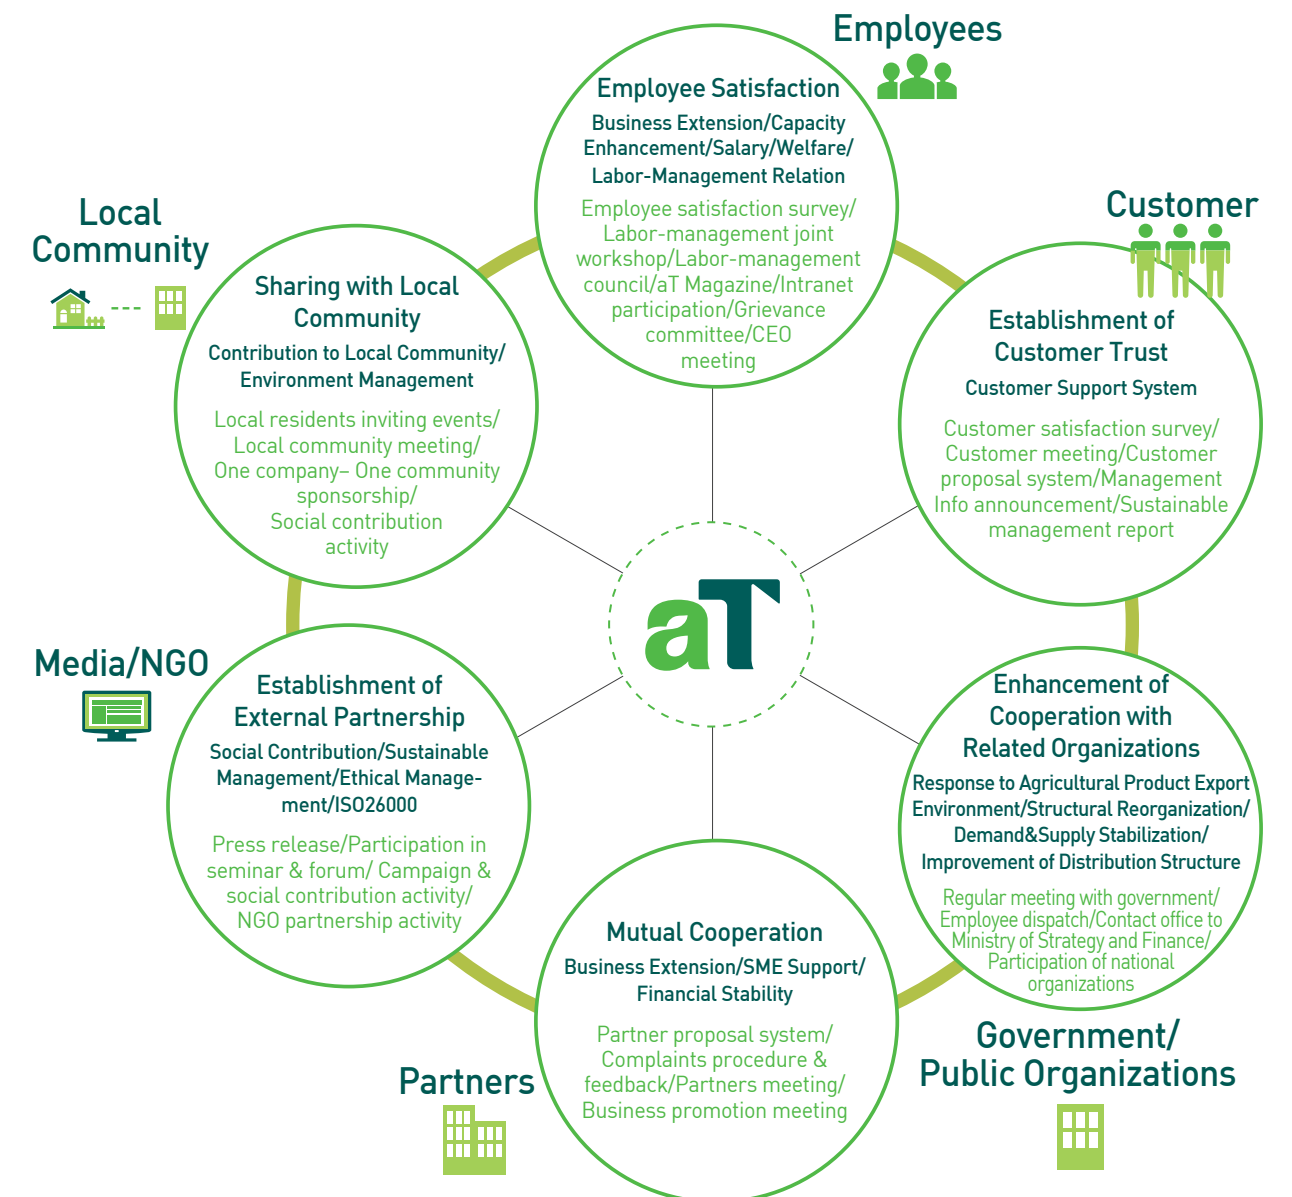 Employees
Employee Satisfaction
Business Extension/Capacity
Enhancement/Salary/Welfare/
Labor-Management Relation
Employee satisfaction survey/
Labor-management joint
workshop/Labor-management
council/aT Magazine/Intranet
participation/Grievance
committee/CEO
meeting
Customer
Establishment of
Customer Trust
Customer Support System
Customer satisfaction survey/
Customer meeting/Customer
proposal system/Management
Info announcement/Sustainable
management report
Local
Community
Sharing with Local
Community
Contribution to Local Community/
Environment Management
Local residents inviting events/
Local community meeting/
One company– One community
sponsorship/
Social contribution
activity
aT
Media/NGO
Establishment of
External Partnership
Social Contribution/Sustainable
Management/Ethical Manage-
ment/ISO26000
Press release/Participation in
seminar & forum/ Campaign &
social contribution activity/
NGO partnership activity
Enhancement of
Cooperation with
Related Organizations
Response to Agricultural Product Export
Environment/Structural Reorganization/
Demand&Supply Stabilization/
Improvement of Distribution Structure
Regular meeting with government/
Employee dispatch/Contact office to
Ministry of Strategy and Finance/
Participation of national
organizations
Government/
Public Organizations
Mutual Cooperation
Business Extension/SME Support/
Financial Stability
Partner proposal system/
Complaints procedure &
feedback/Partners meeting/
Business promotion meeting
Partners